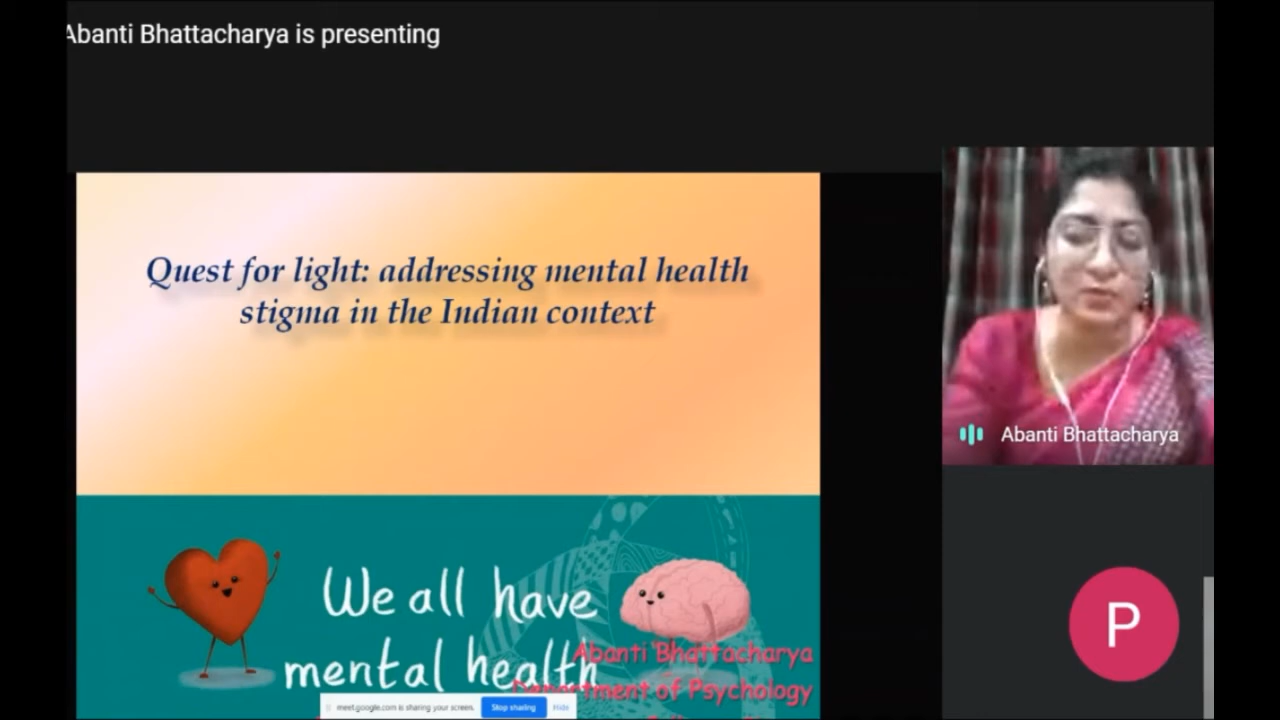 Abanti Bhattacharya is presenting
Quest for light: addressing mental health
stigma in the Indian context
Abanti Bhattacharya
We all have
mental health
Abanti Bhattacharya
Department of Psychology
meet.google.com is sharing your screen.
Stop sharing
Hide
P